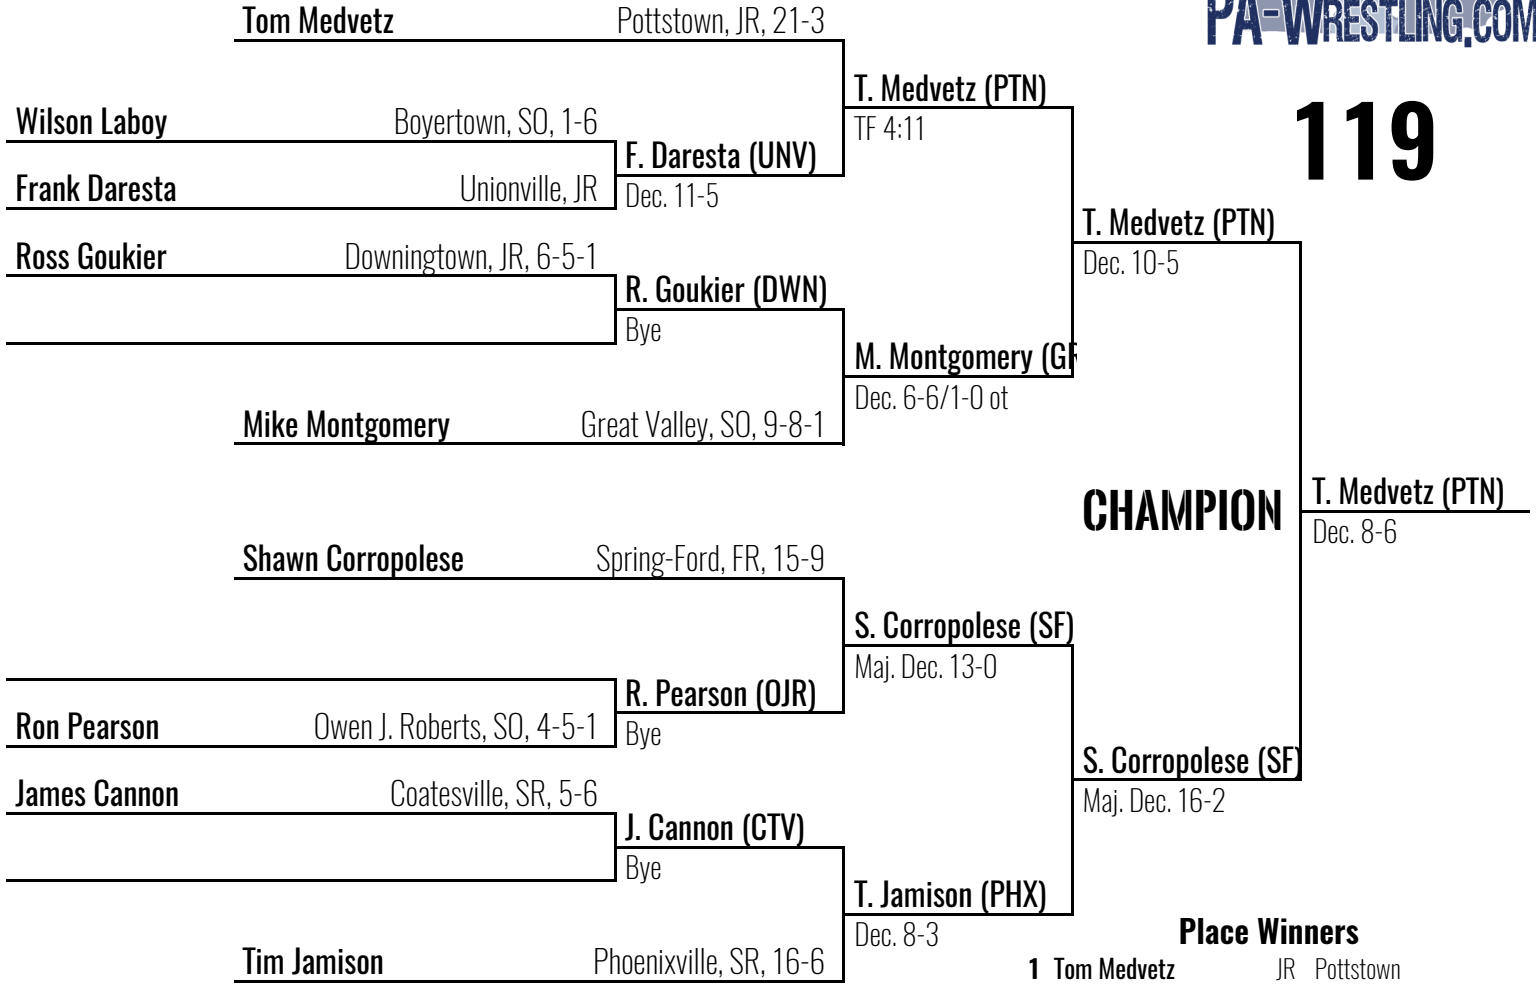 PA-WRESTLING.COM
119
Tom Medvetz Pottstown, JR, 21-3
T. Medvetz (PTN)
TF 4:11
Wilson Laboy Boyertown, SO, 1-6
F. Daresta (UNV)
Dec. 11-5
Frank Daresta Unionville, JR
T. Medvetz (PTN)
Dec. 10-5
Ross Goukier Downingtown, JR, 6-5-1
R. Goukier (DWN)
Bye
M. Montgomery (GR
Dec. 6-6/1-0 ot
Mike Montgomery Great Valley, SO, 9-8-1
CHAMPION
T. Medvetz (PTN)
Dec. 8-6
Shawn Corropolese Spring-Ford, FR, 15-9
S. Corropolese (SF)
Maj. Dec. 13-0
R. Pearson (OJR)
Bye
Ron Pearson Owen J. Roberts, SO, 4-5-1
S. Corropolese (SF)
Maj. Dec. 16-2
James Cannon Coatesville, SR, 5-6
J. Cannon (CTV)
Bye
T. Jamison (PHX)
Dec. 8-3
Tim Jamison Phoenixville, SR, 16-6
Place Winners
1 Tom Medvetz JR Pottstown